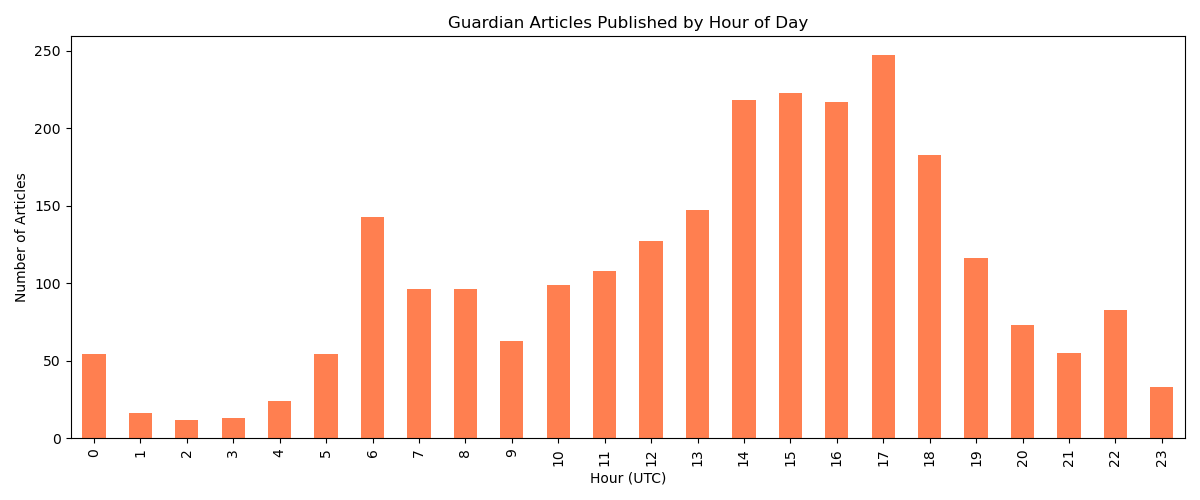 Guardian Articles Published by Hour of Day
Number of Articles
250
200
150
100
50
0
0 1 2 3 4 5 6 7 8 9 10 11 12 13 14 15 16 17 18 19 20 21 22 23
Hour (UTC)